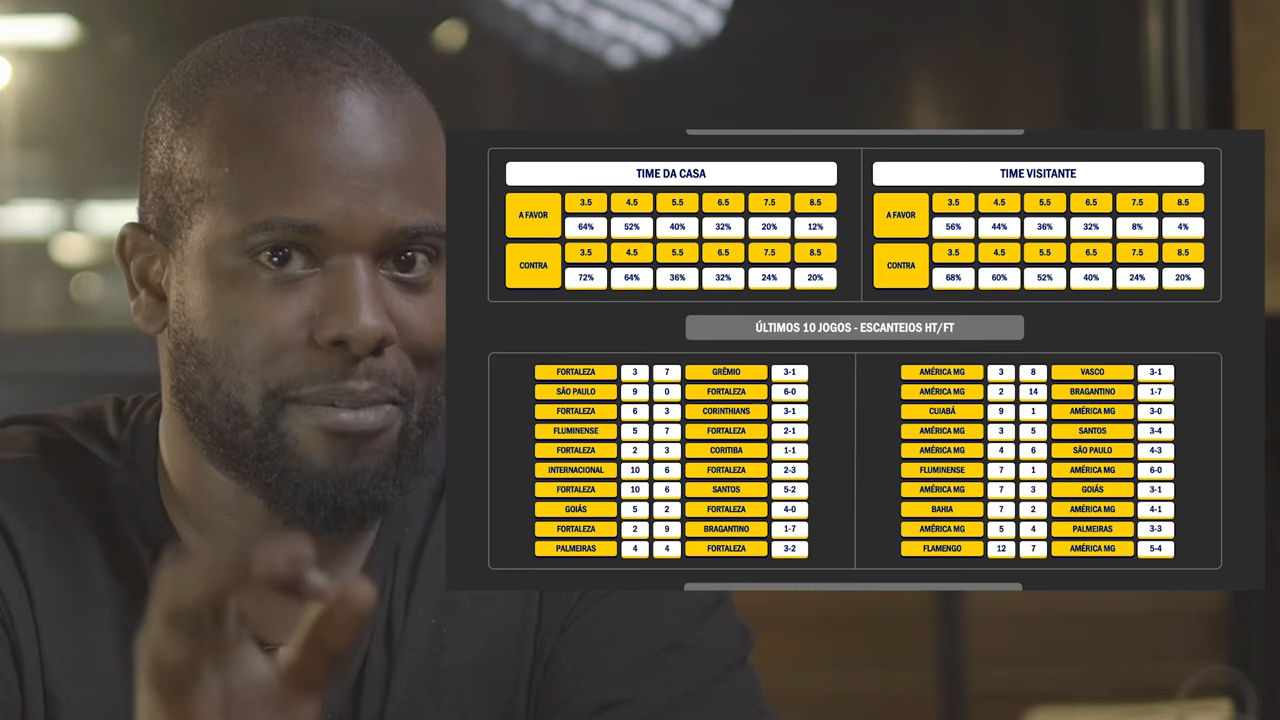 TIME DA CASA
A FAVOR
3.5 4.5 5.5 6.5 7.5 8.5
64% 52% 40% 32% 20% 12%
CONTRA
3.5 4.5 5.5 6.5 7.5 8.5
72% 64% 36% 32% 24% 20%
TIME VISITANTE
A FAVOR
3.5 4.5 5.5 6.5 7.5 8.5
56% 44% 36% 32% 8% 4%
CONTRA
3.5 4.5 5.5 6.5 7.5 8.5
68% 60% 52% 40% 24% 20%
ÚLTIMOS 10 JOGOS - ESCANTEIOS HT/FT
FORTALEZA 3 7 GRÊMIO 3-1
SÃO PAULO 9 0 FORTALEZA 6-0
FORTALEZA 6 3 CORINTHIANS 3-1
FLUMINENSE 5 7 FORTALEZA 2-1
FORTALEZA 2 3 CORITIBA 1-1
INTERNACIONAL 10 6 FORTALEZA 2-3
FORTALEZA 10 6 SANTOS 5-2
GOIÁS 5 2 FORTALEZA 4-0
FORTALEZA 2 9 BRAGANTINO 1-7
PALMEIRAS 4 4 FORTALEZA 3-2
AMÉRICA MG 3 8 VASCO 3-1
AMÉRICA MG 2 14 BRAGANTINO 1-7
CUIABÁ 9 1 AMÉRICA MG 3-0
AMÉRICA MG 3 5 SANTOS 3-4
AMÉRICA MG 4 6 SÃO PAULO 4-3
FLUMINENSE 7 1 AMÉRICA MG 6-0
AMÉRICA MG 7 3 GOIÁS 3-1
BAHIA 7 2 AMÉRICA MG 4-1
AMÉRICA MG 5 4 PALMEIRAS 3-3
FLAMENGO 12 7 AMÉRICA MG 5-4